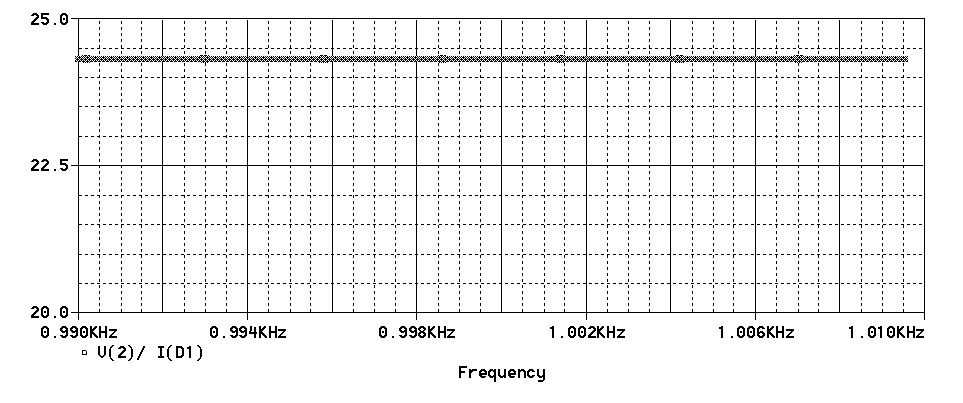 25.0
22.5
20.0
0.990KHz 0.994KHz 0.998KHz 1.002KHz 1.006KHz 1.010KHz
V(2)/ I(D1)
Frequency